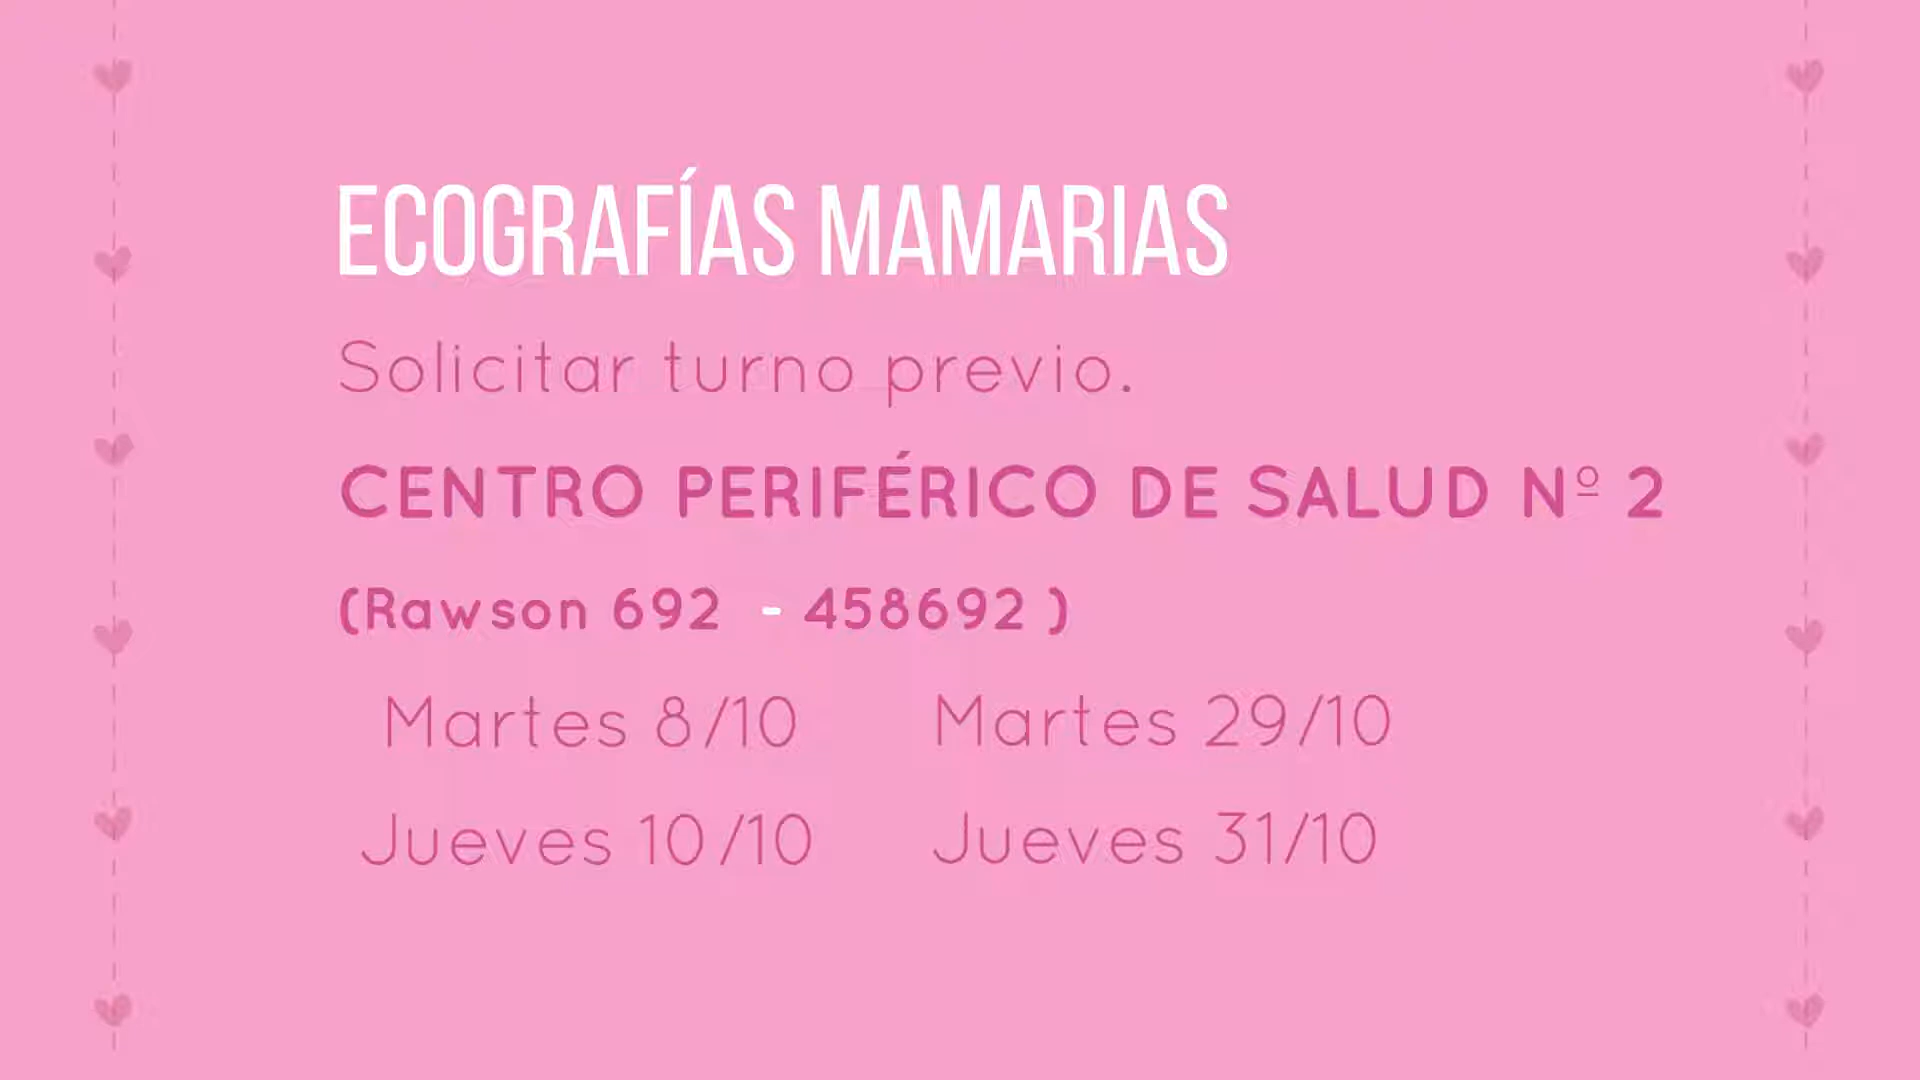 ECOGRAFÍAS MAMARIAS
Solicitar turno previo.
CENTRO PERIFÉRICO DE SALUD Nº 2
(Rawson 692 - 458692 )
Martes 8/10 Martes 29/10
Jueves 10/10 Jueves 31/10